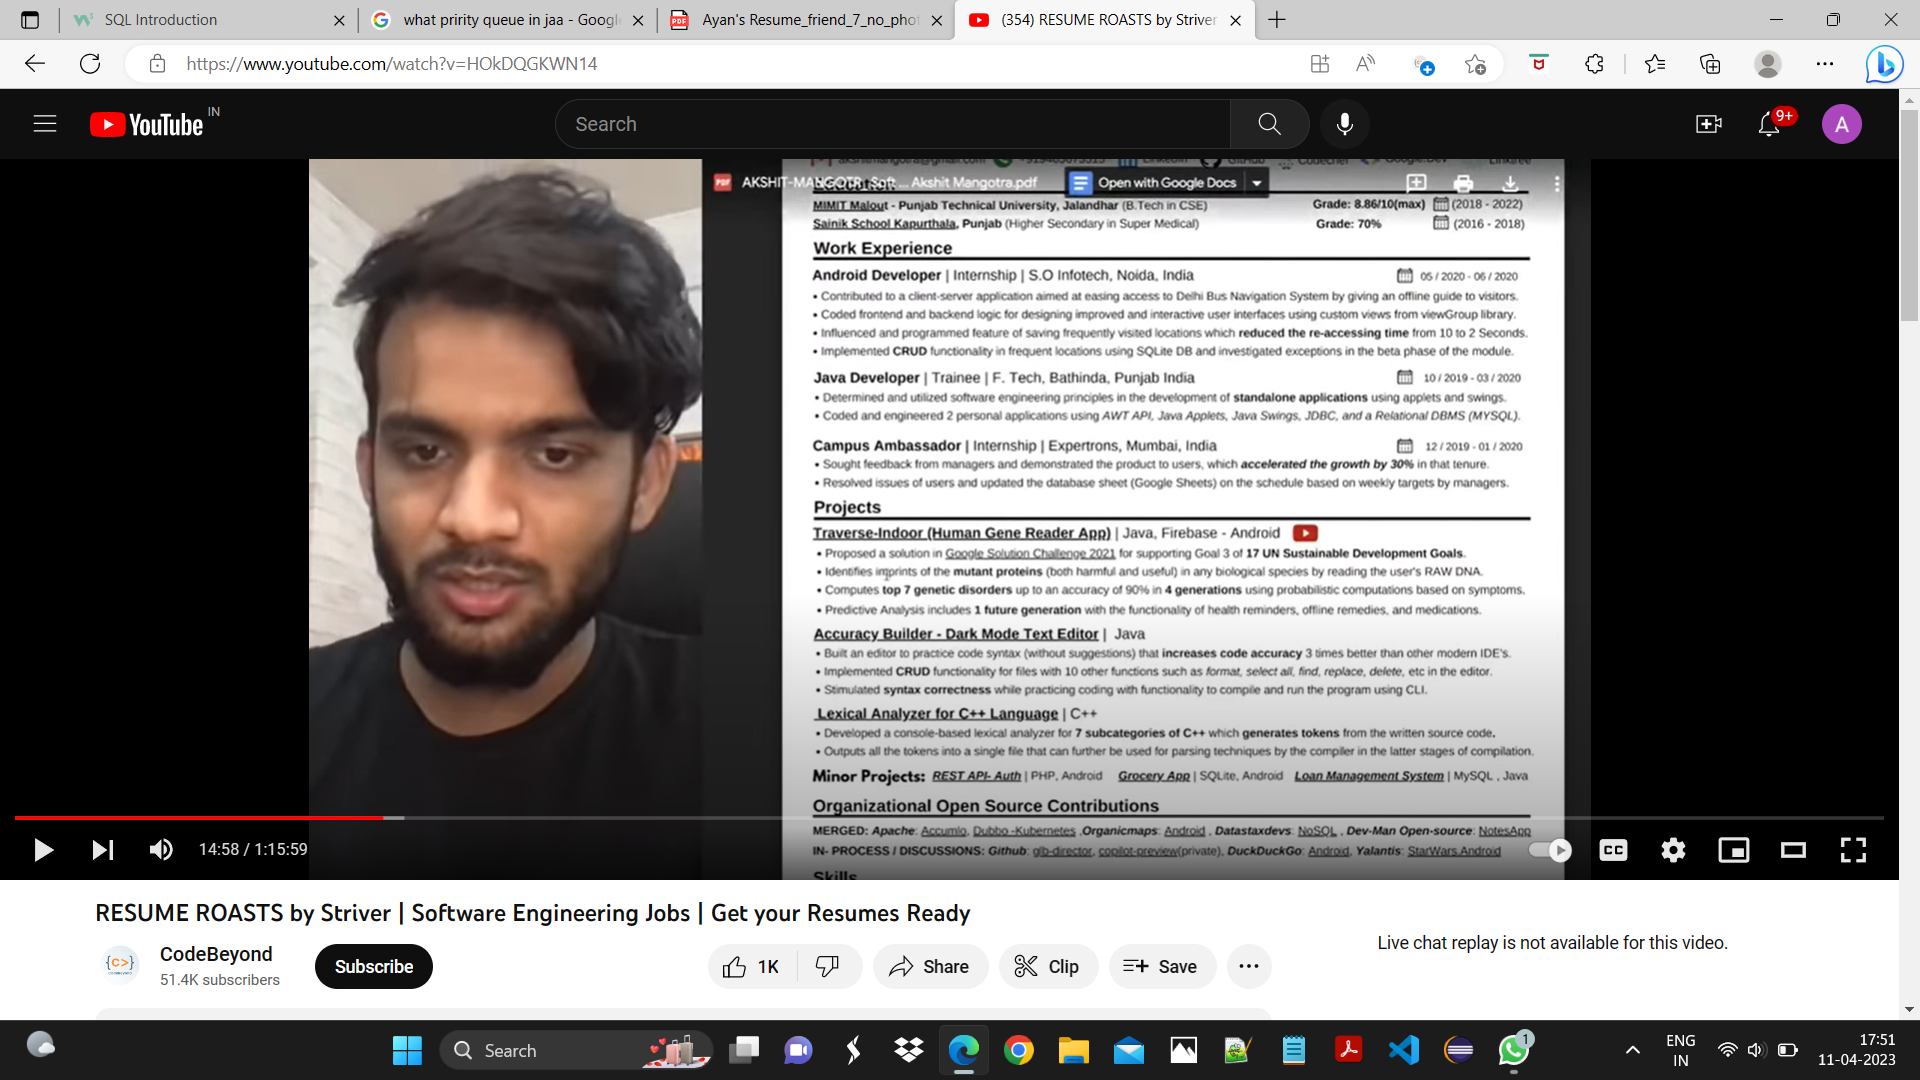 SQL Introduction
what pririty queue in jaa - Googl
Ayan's Resume_friend_7_no_pho
(354) RESUME ROASTS by Striver
https://www.youtube.com/watch?v=HOkDQGKWN14
YouTube IN
Search
9+
A
AKSHIT-MANGOTR
Akshit Mangotra.pdf
Open with Google Docs
MIMIT Malout - Punjab Technical University, Jalandhar (B.Tech in CSE) Grade: 8.86/10(max) (2018 - 2022)
Sainik School Kapurthala, Punjab (Higher Secondary in Super Medical) Grade: 70% (2016 - 2018)
Work Experience
Android Developer | Internship | S.O Infotech, Noida, India 05 / 2020 - 06 / 2020
• Contributed to a client-server application aimed at easing access to Delhi Bus Navigation System by giving an offline guide to visitors.
• Coded frontend and backend logic for designing improved and interactive user interfaces using custom views from viewGroup library.
• Influenced and programmed feature of saving frequently visited locations which reduced the re-accessing time from 10 to 2 Seconds.
• Implemented CRUD functionality in frequent locations using SQLite DB and investigated exceptions in the beta phase of the module.
Java Developer | Trainee | F. Tech, Bathinda, Punjab India 10 / 2019 - 03 / 2020
• Determined and utilized software engineering principles in the development of standalone applications using applets and swings.
• Coded and engineered 2 personal applications using AWT API, Java Applets, Java Swings, JDBC, and a Relational DBMS (MYSQL).
Campus Ambassador | Internship | Expertrons, Mumbai, India 12 / 2019 - 01 / 2020
• Sought feedback from managers and demonstrated the product to users, which accelerated the growth by 30% in that tenure.
• Resolved issues of users and updated the database sheet (Google Sheets) on the schedule based on weekly targets by managers.
Projects
Traverse-Indoor (Human Gene Reader App) | Java, Firebase - Android
• Proposed a solution in Google Solution Challenge 2021 for supporting Goal 3 of 17 UN Sustainable Development Goals.
• Identifies imprints of the mutant proteins (both harmful and useful) in any biological species by reading the user's RAW DNA.
• Computes top 7 genetic disorders up to an accuracy of 90% in 4 generations using probabilistic computations based on symptoms.
• Predictive Analysis includes 1 future generation with the functionality of health reminders, offline remedies, and medications.
Accuracy Builder - Dark Mode Text Editor | Java
• Built an editor to practice code syntax (without suggestions) that increases code accuracy 3 times better than other modern IDE's.
• Implemented CRUD functionality for files with 10 other functions such as format, select all, find, replace, delete, etc in the editor.
• Stimulated syntax correctness while practicing coding with functionality to compile and run the program using CLI.
Lexical Analyzer for C++ Language | C++
• Developed a console-based lexical analyzer for 7 subcategories of C++ which generates tokens from the written source code.
• Outputs all the tokens into a single file that can further be used for parsing techniques by the compiler in the latter stages of compilation.
Minor Projects: REST API- Auth | PHP, Android Grocery App | SQLite, Android Loan Management System | MySQL , Java
Organizational Open Source Contributions
MERGED: Apache: Accumlo, Dubbo -Kubernetes ,Organicmaps: Android , Datastaxdevs: NoSQL , Dev-Man Open-source: NotesApp
IN- PROCESS / DISCUSSIONS: Github: glb-director, copilot-preview(private), DuckDuckGo: Android, Yalantis: StarWars.Android
Skills
14:58 / 1:15:59
CC
RESUME ROASTS by Striver | Software Engineering Jobs | Get your Resumes Ready
CodeBeyond
51.4K subscribers
Subscribe
1K
Share
Clip
Save
Live chat replay is not available for this video.
Search
1
ENG
IN
17:51
11-04-2023